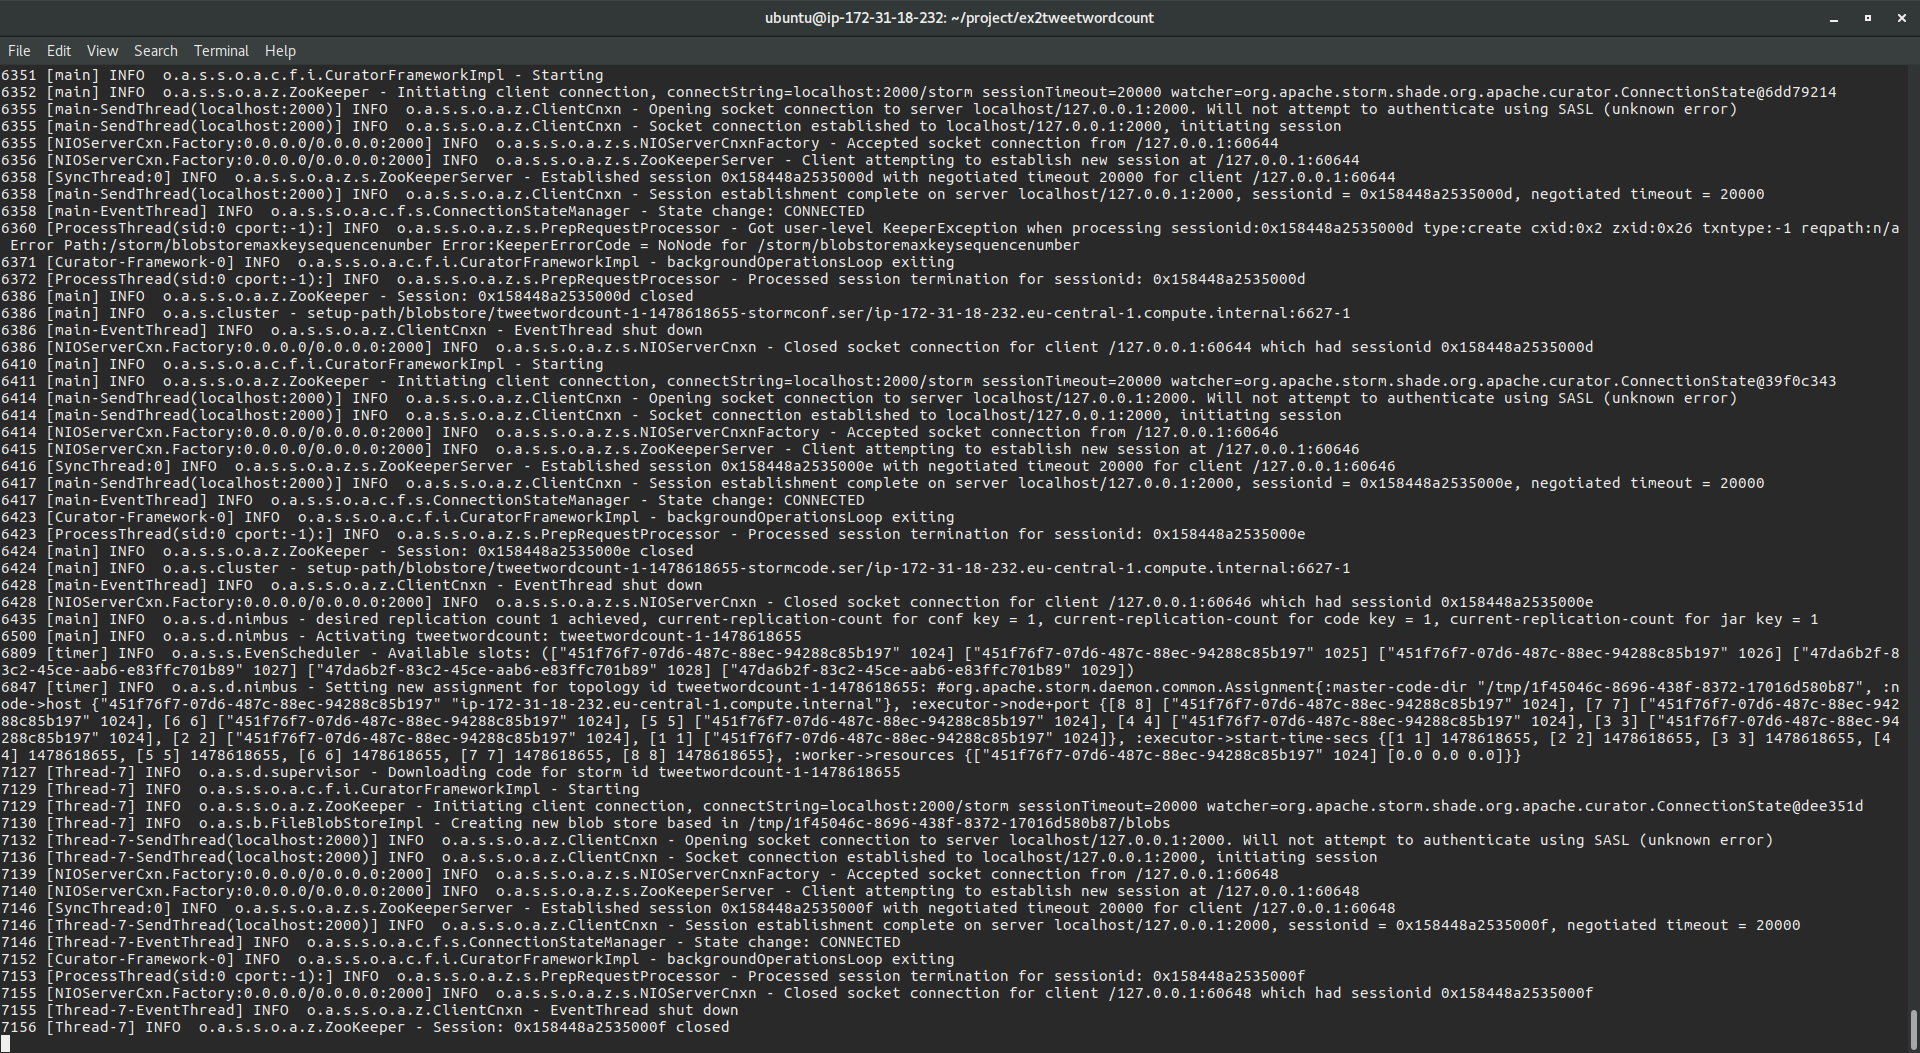 ubuntu@ip-172-31-18-232: ~/project/ex2tweetwordcount
File Edit View Search Terminal Help
6351 [main] INFO  o.a.s.s.o.a.c.f.i.CuratorFrameworkImpl - Starting
6352 [main] INFO  o.a.s.s.o.a.z.ZooKeeper - Initiating client connection, connectString=localhost:2000/storm sessionTimeout=20000 watcher=org.apache.storm.shade.org.apache.curator.ConnectionState@6dd79214
6355 [main-SendThread(localhost:2000)] INFO  o.a.s.s.o.a.z.ClientCnxn - Opening socket connection to server localhost/127.0.0.1:2000. Will not attempt to authenticate using SASL (unknown error)
6355 [main-SendThread(localhost:2000)] INFO  o.a.s.s.o.a.z.ClientCnxn - Socket connection established to localhost/127.0.0.1:2000, initiating session
6355 [NIOServerCxn.Factory:0.0.0.0/0.0.0.0:2000] INFO  o.a.s.s.o.a.z.s.NIOServerCnxnFactory - Accepted socket connection from /127.0.0.1:60644
6356 [NIOServerCxn.Factory:0.0.0.0/0.0.0.0:2000] INFO  o.a.s.s.o.a.z.s.ZooKeeperServer - Client attempting to establish new session at /127.0.0.1:60644
6358 [SyncThread:0] INFO  o.a.s.s.o.a.z.s.ZooKeeperServer - Established session 0x158448a2535000d with negotiated timeout 20000 for client /127.0.0.1:60644
6358 [main-SendThread(localhost:2000)] INFO  o.a.s.s.o.a.z.ClientCnxn - Session establishment complete on server localhost/127.0.0.1:2000, sessionid = 0x158448a2535000d, negotiated timeout = 20000
6358 [main-EventThread] INFO  o.a.s.s.o.a.c.f.s.ConnectionStateManager - State change: CONNECTED
6360 [ProcessThread(sid:0 cport:-1):] INFO  o.a.s.s.o.a.z.s.PrepRequestProcessor - Got user-level KeeperException when processing sessionid:0x158448a2535000d type:create cxid:0x2 zxid:0x26 txntype:-1 reqpath:n/a
 Error Path:/storm/blobstoremaxkeysequencenumber Error:KeeperErrorCode = NoNode for /storm/blobstoremaxkeysequencenumber
6371 [Curator-Framework-0] INFO  o.a.s.s.o.a.c.f.i.CuratorFrameworkImpl - backgroundOperationsLoop exiting
6372 [ProcessThread(sid:0 cport:-1):] INFO  o.a.s.s.o.a.z.s.PrepRequestProcessor - Processed session termination for sessionid: 0x158448a2535000d
6386 [main] INFO  o.a.s.s.o.a.z.ZooKeeper - Session: 0x158448a2535000d closed
6386 [main] INFO  o.a.s.cluster - setup-path/blobstore/tweetwordcount-1-1478618655-stormconf.ser/ip-172-31-18-232.eu-central-1.compute.internal:6627-1
6386 [main-EventThread] INFO  o.a.s.s.o.a.z.ClientCnxn - EventThread shut down
6386 [NIOServerCxn.Factory:0.0.0.0/0.0.0.0:2000] INFO  o.a.s.s.o.a.z.s.NIOServerCnxn - Closed socket connection for client /127.0.0.1:60644 which had sessionid 0x158448a2535000d
6410 [main] INFO  o.a.s.s.o.a.c.f.i.CuratorFrameworkImpl - Starting
6411 [main] INFO  o.a.s.s.o.a.z.ZooKeeper - Initiating client connection, connectString=localhost:2000/storm sessionTimeout=20000 watcher=org.apache.storm.shade.org.apache.curator.ConnectionState@39f0c343
6414 [main-SendThread(localhost:2000)] INFO  o.a.s.s.o.a.z.ClientCnxn - Opening socket connection to server localhost/127.0.0.1:2000. Will not attempt to authenticate using SASL (unknown error)
6414 [main-SendThread(localhost:2000)] INFO  o.a.s.s.o.a.z.ClientCnxn - Socket connection established to localhost/127.0.0.1:2000, initiating session
6414 [NIOServerCxn.Factory:0.0.0.0/0.0.0.0:2000] INFO  o.a.s.s.o.a.z.s.NIOServerCnxnFactory - Accepted socket connection from /127.0.0.1:60646
6415 [NIOServerCxn.Factory:0.0.0.0/0.0.0.0:2000] INFO  o.a.s.s.o.a.z.s.ZooKeeperServer - Client attempting to establish new session at /127.0.0.1:60646
6416 [SyncThread:0] INFO  o.a.s.s.o.a.z.s.ZooKeeperServer - Established session 0x158448a2535000e with negotiated timeout 20000 for client /127.0.0.1:60646
6417 [main-SendThread(localhost:2000)] INFO  o.a.s.s.o.a.z.ClientCnxn - Session establishment complete on server localhost/127.0.0.1:2000, sessionid = 0x158448a2535000e, negotiated timeout = 20000
6417 [main-EventThread] INFO  o.a.s.s.o.a.c.f.s.ConnectionStateManager - State change: CONNECTED
6423 [Curator-Framework-0] INFO  o.a.s.s.o.a.c.f.i.CuratorFrameworkImpl - backgroundOperationsLoop exiting
6423 [ProcessThread(sid:0 cport:-1):] INFO  o.a.s.s.o.a.z.s.PrepRequestProcessor - Processed session termination for sessionid: 0x158448a2535000e
6424 [main] INFO  o.a.s.s.o.a.z.ZooKeeper - Session: 0x158448a2535000e closed
6424 [main] INFO  o.a.s.cluster - setup-path/blobstore/tweetwordcount-1-1478618655-stormcode.ser/ip-172-31-18-232.eu-central-1.compute.internal:6627-1
6428 [main-EventThread] INFO  o.a.s.s.o.a.z.ClientCnxn - EventThread shut down
6428 [NIOServerCxn.Factory:0.0.0.0/0.0.0.0:2000] INFO  o.a.s.s.o.a.z.s.NIOServerCnxn - Closed socket connection for client /127.0.0.1:60646 which had sessionid 0x158448a2535000e
6435 [main] INFO  o.a.s.d.nimbus - desired replication count 1 achieved, current-replication-count for conf key = 1, current-replication-count for code key = 1, current-replication-count for jar key = 1
6500 [main] INFO  o.a.s.d.nimbus - Activating tweetwordcount: tweetwordcount-1-1478618655
6809 [timer] INFO  o.a.s.s.EvenScheduler - Available slots: (["451f76f7-07d6-487c-88ec-94288c85b197" 1024] ["451f76f7-07d6-487c-88ec-94288c85b197" 1025] ["451f76f7-07d6-487c-88ec-94288c85b197" 1026] ["47da6b2f-8
3c2-45ce-aab6-e83ffc701b89" 1027] ["47da6b2f-83c2-45ce-aab6-e83ffc701b89" 1028] ["47da6b2f-83c2-45ce-aab6-e83ffc701b89" 1029])
6847 [timer] INFO  o.a.s.d.nimbus - Setting new assignment for topology id tweetwordcount-1-1478618655: #org.apache.storm.daemon.common.Assignment{:master-code-dir "/tmp/1f45046c-8696-438f-8372-17016d580b87", :n
ode->host {"451f76f7-07d6-487c-88ec-94288c85b197" "ip-172-31-18-232.eu-central-1.compute.internal"}, :executor->node+port {[8 8] ["451f76f7-07d6-487c-88ec-94288c85b197" 1024], [7 7] ["451f76f7-07d6-487c-88ec-942
88c85b197" 1024], [6 6] ["451f76f7-07d6-487c-88ec-94288c85b197" 1024], [5 5] ["451f76f7-07d6-487c-88ec-94288c85b197" 1024], [4 4] ["451f76f7-07d6-487c-88ec-94288c85b197" 1024], [3 3] ["451f76f7-07d6-487c-88ec-94
288c85b197" 1024], [2 2] ["451f76f7-07d6-487c-88ec-94288c85b197" 1024], [1 1] ["451f76f7-07d6-487c-88ec-94288c85b197" 1024]}, :executor->start-time-secs {[1 1] 1478618655, [2 2] 1478618655, [3 3] 1478618655, [4 
4] 1478618655, [5 5] 1478618655, [6 6] 1478618655, [7 7] 1478618655, [8 8] 1478618655}, :worker->resources {["451f76f7-07d6-487c-88ec-94288c85b197" 1024] [0.0 0.0 0.0]}}
7127 [Thread-7] INFO  o.a.s.d.supervisor - Downloading code for storm id tweetwordcount-1-1478618655
7129 [Thread-7] INFO  o.a.s.s.o.a.c.f.i.CuratorFrameworkImpl - Starting
7129 [Thread-7] INFO  o.a.s.s.o.a.z.ZooKeeper - Initiating client connection, connectString=localhost:2000/storm sessionTimeout=20000 watcher=org.apache.storm.shade.org.apache.curator.ConnectionState@dee351d
7130 [Thread-7] INFO  o.a.s.b.FileBlobStoreImpl - Creating new blob store based in /tmp/1f45046c-8696-438f-8372-17016d580b87/blobs
7132 [Thread-7-SendThread(localhost:2000)] INFO  o.a.s.s.o.a.z.ClientCnxn - Opening socket connection to server localhost/127.0.0.1:2000. Will not attempt to authenticate using SASL (unknown error)
7136 [Thread-7-SendThread(localhost:2000)] INFO  o.a.s.s.o.a.z.ClientCnxn - Socket connection established to localhost/127.0.0.1:2000, initiating session
7139 [NIOServerCxn.Factory:0.0.0.0/0.0.0.0:2000] INFO  o.a.s.s.o.a.z.s.NIOServerCnxnFactory - Accepted socket connection from /127.0.0.1:60648
7140 [NIOServerCxn.Factory:0.0.0.0/0.0.0.0:2000] INFO  o.a.s.s.o.a.z.s.ZooKeeperServer - Client attempting to establish new session at /127.0.0.1:60648
7146 [SyncThread:0] INFO  o.a.s.s.o.a.z.s.ZooKeeperServer - Established session 0x158448a2535000f with negotiated timeout 20000 for client /127.0.0.1:60648
7146 [Thread-7-SendThread(localhost:2000)] INFO  o.a.s.s.o.a.z.ClientCnxn - Session establishment complete on server localhost/127.0.0.1:2000, sessionid = 0x158448a2535000f, negotiated timeout = 20000
7146 [Thread-7-EventThread] INFO  o.a.s.s.o.a.c.f.s.ConnectionStateManager - State change: CONNECTED
7152 [Curator-Framework-0] INFO  o.a.s.s.o.a.c.f.i.CuratorFrameworkImpl - backgroundOperationsLoop exiting
7153 [ProcessThread(sid:0 cport:-1):] INFO  o.a.s.s.o.a.z.s.PrepRequestProcessor - Processed session termination for sessionid: 0x158448a2535000f
7155 [NIOServerCxn.Factory:0.0.0.0/0.0.0.0:2000] INFO  o.a.s.s.o.a.z.s.NIOServerCnxn - Closed socket connection for client /127.0.0.1:60648 which had sessionid 0x158448a2535000f
7155 [Thread-7-EventThread] INFO  o.a.s.s.o.a.z.ClientCnxn - EventThread shut down
7156 [Thread-7] INFO  o.a.s.s.o.a.z.ZooKeeper - Session: 0x158448a2535000f closed